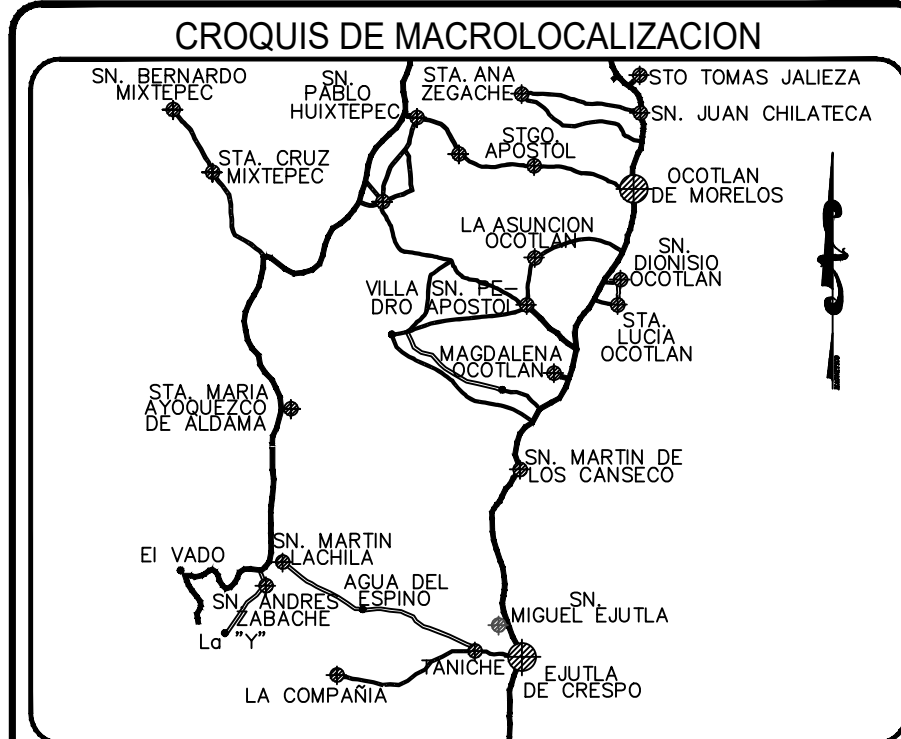 CROQUIS DE MACROLOCALIZACION
SN. BERNARDO
MIXTEPEC
SN.
PABLO
HUIXTEPEC
STA. ANA
ZEGACHE
STO TOMAS JALIEZA
SN. JUAN CHILATECA
STA. CRUZ
MIXTEPEC
STGO.
APOSTOL
OCOTLAN
DE MORELOS
LA ASUNCION
OCOTLAN
SN.
DIONISIO
OCOTLAN
VILLA SN. PE-
DRO APOSTOL
STA.
LUCIA
OCOTLAN
MAGDALENA
OCOTLAN
STA. MARIA
AYOQUEZCO
DE ALDAMA
SN. MARTIN DE
LOS CANSECO
SN. MARTIN
LACHILA
El VADO
AGUA DEL
ESPINO
SN. ANDRES
ZABACHE
La "Y"
SN.
MIGUEL EJUTLA
TANICHE
EJUTLA
DE CRESPO
LA COMPAÑIA